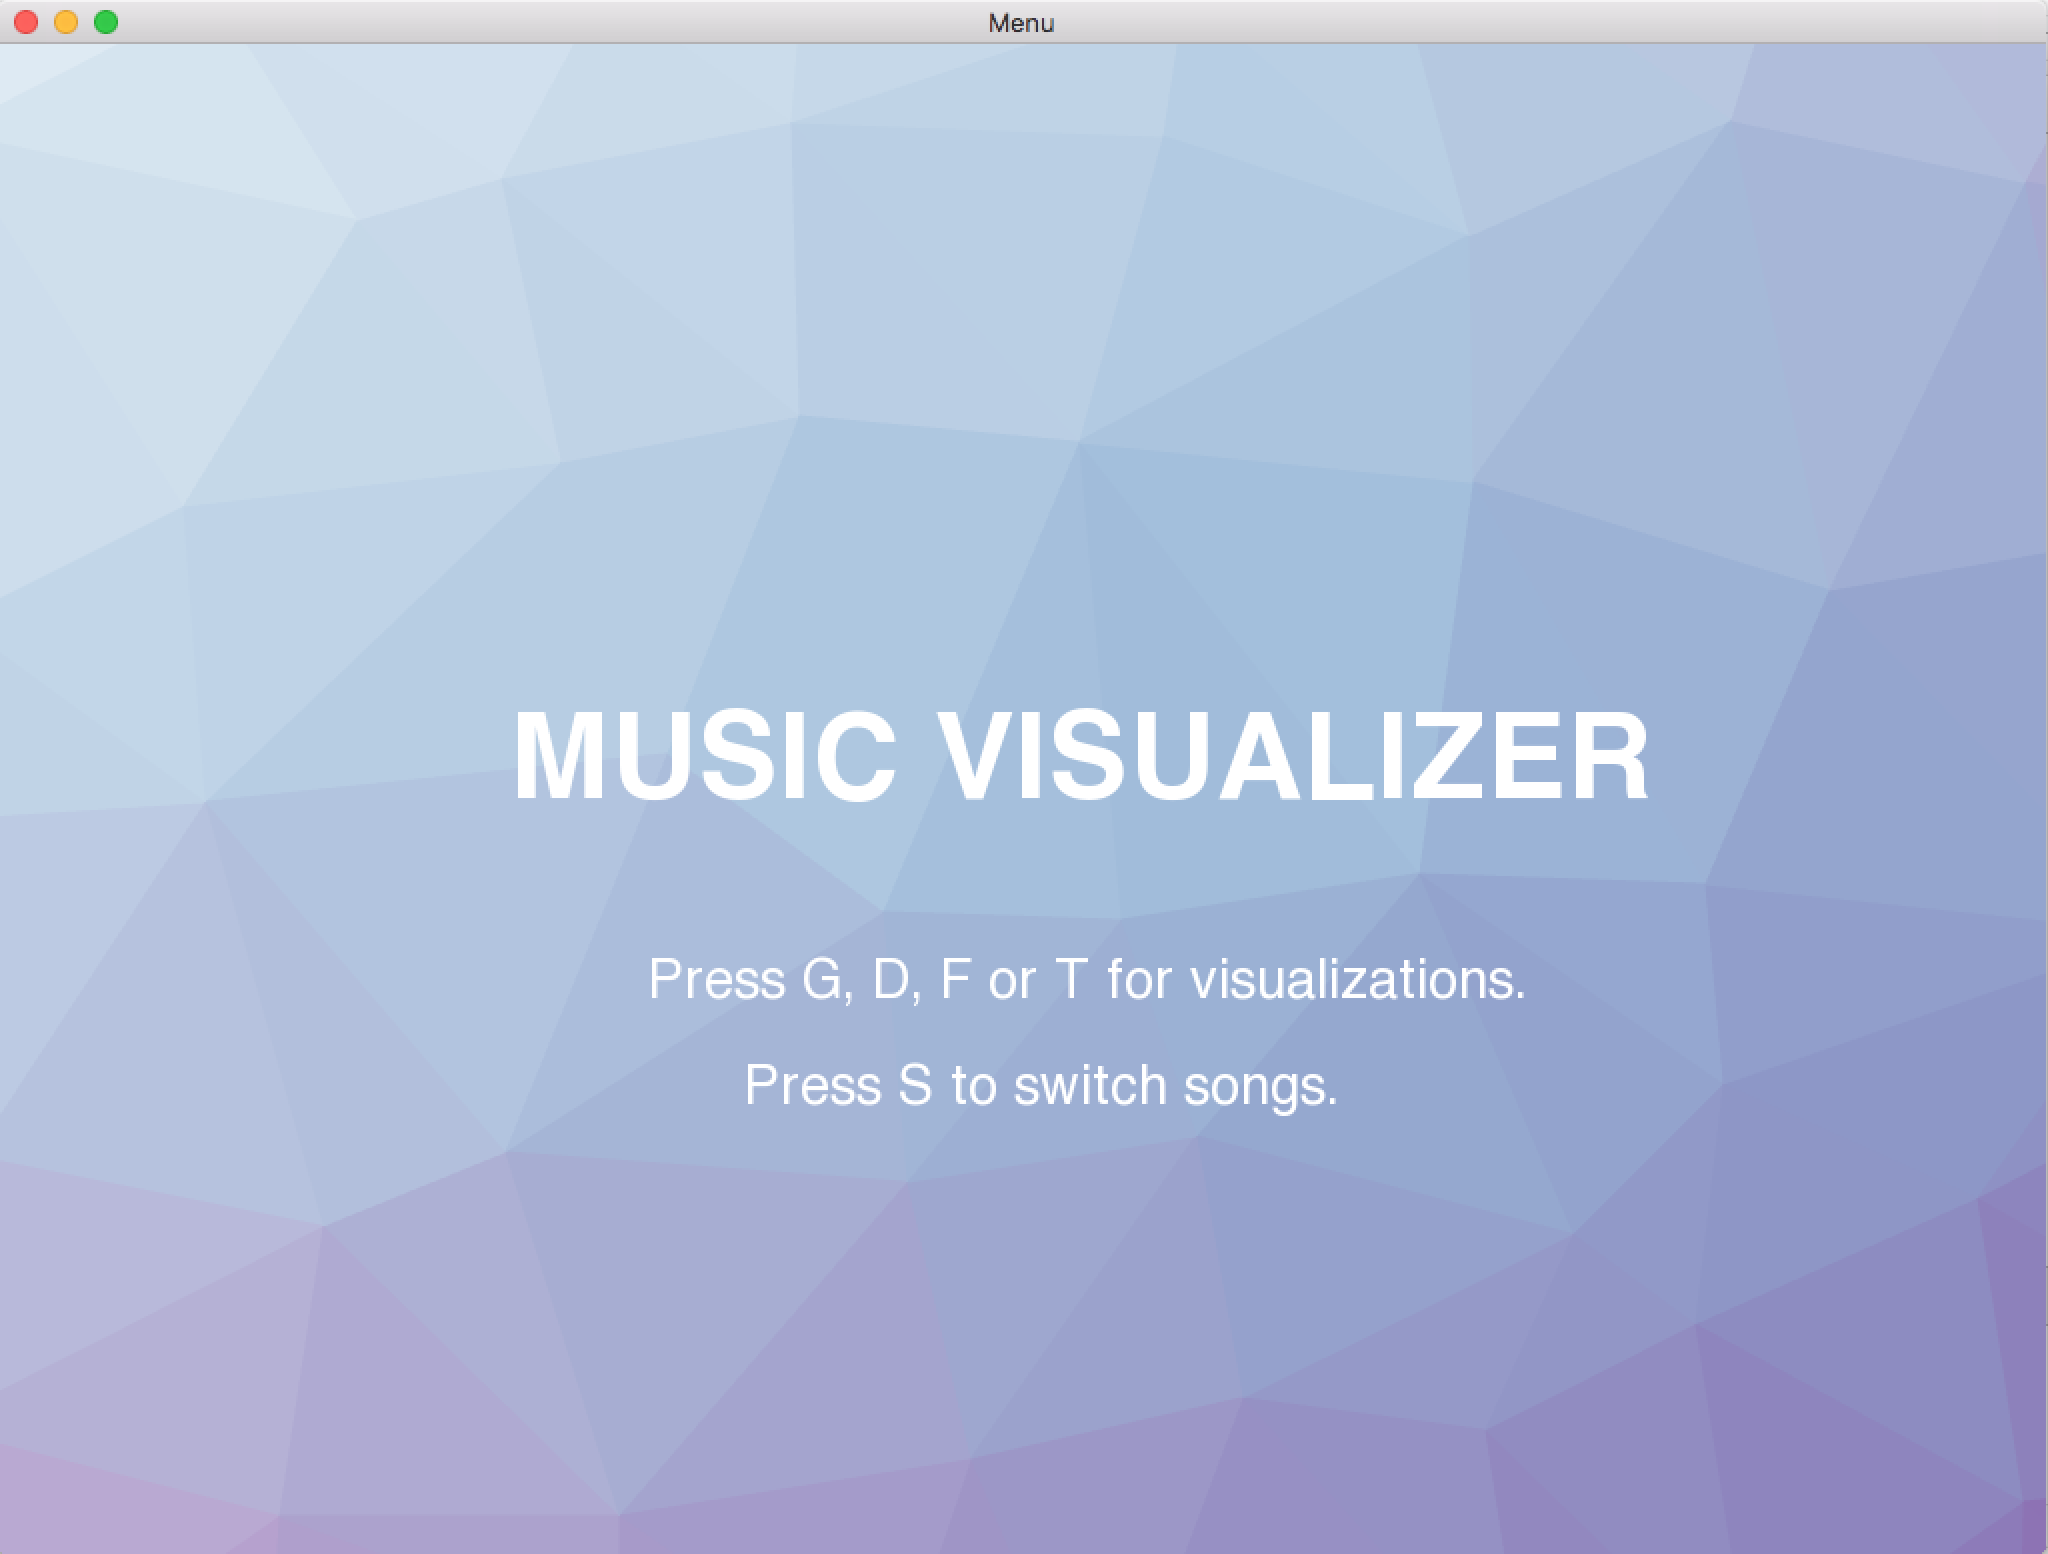 Menu
MUSIC VISUALIZER
Press G, D, F or T for visualizations.
Press S to switch songs.